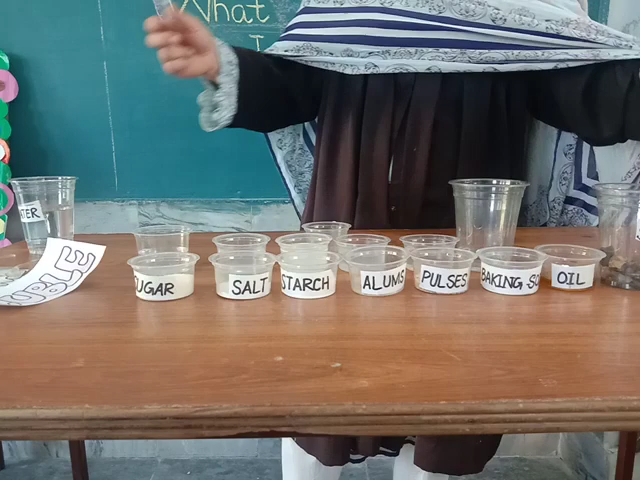 What
I
TER
UBLE
UGAR
SALT
STARCH
ALUMS
PULSES
BAKING, SO
OIL